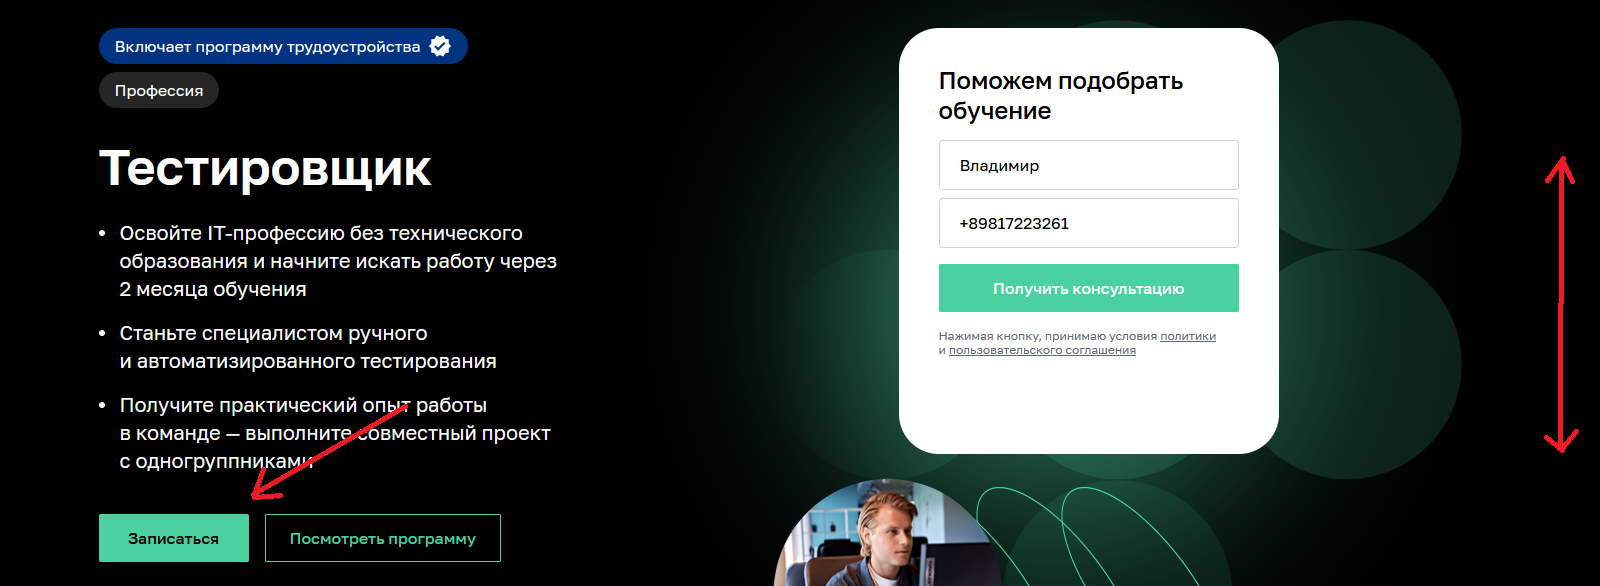 Включает программу трудоустройства
Профессия
Тестировщик
• Освойте IT-профессию без технического
образования и начните искать работу через
2 месяца обучения
• Станьте специалистом ручного
и автоматизированного тестирования
• Получите практический опыт работы
в команде — выполните совместный проект
с одногруппниками
Записаться
Посмотреть программу
Поможем подобрать
обучение
Владимир
+89817223261
Получить консультацию
Нажимая кнопку, принимаю условия политики
и пользовательского соглашения